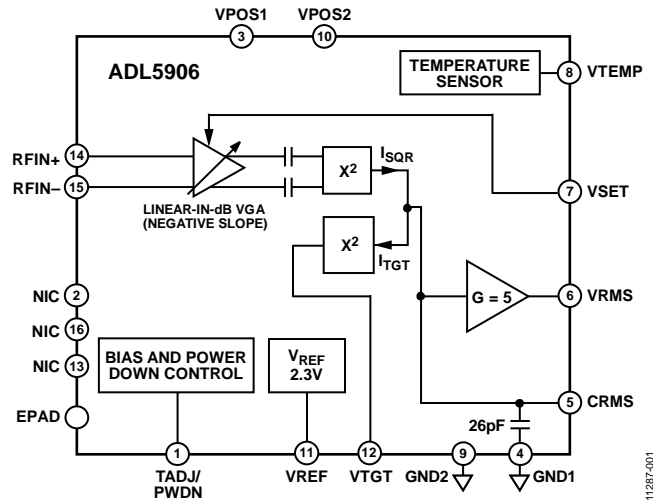 VPOS1 VPOS2
3 10
ADL5906
TEMPERATURE
SENSOR
8 VTEMP
RFIN+ 14
RFIN– 15
X²
ISQR
LINEAR-IN-dB VGA
(NEGATIVE SLOPE)
7 VSET
X²
ITGT
NIC 2
NIC 16
NIC 13
EPAD
G = 5
6 VRMS
BIAS AND POWER
DOWN CONTROL
VREF
2.3V
5 CRMS
26pF
1 11 12 9 4
TADJ/
PWDN
VREF VTGT GND2 GND1
11287-001